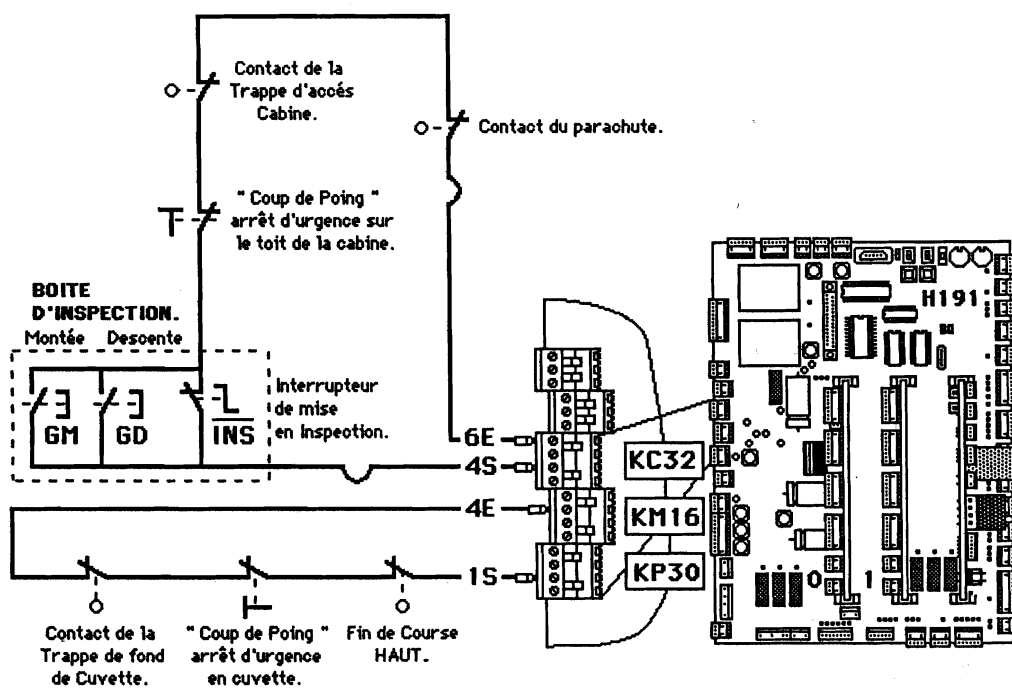 Contact de la
Trappe d'accés
Cabine.
Contact du parachute.
" Coup de Poing "
arrêt d'urgence sur
le toit de la cabine.
BOITE
D'INSPECTION.
Montée Descente
GM GD INS
Interrupteur
de mise
en Inspection.
6E
4S
4E
1S
KC32
KM16
KP30
H191
0 1
Contact de la
Trappe de fond
de Cuvette.
" Coup de Poing "
arrêt d'urgence
en cuvette.
Fin de Course
HAUT.